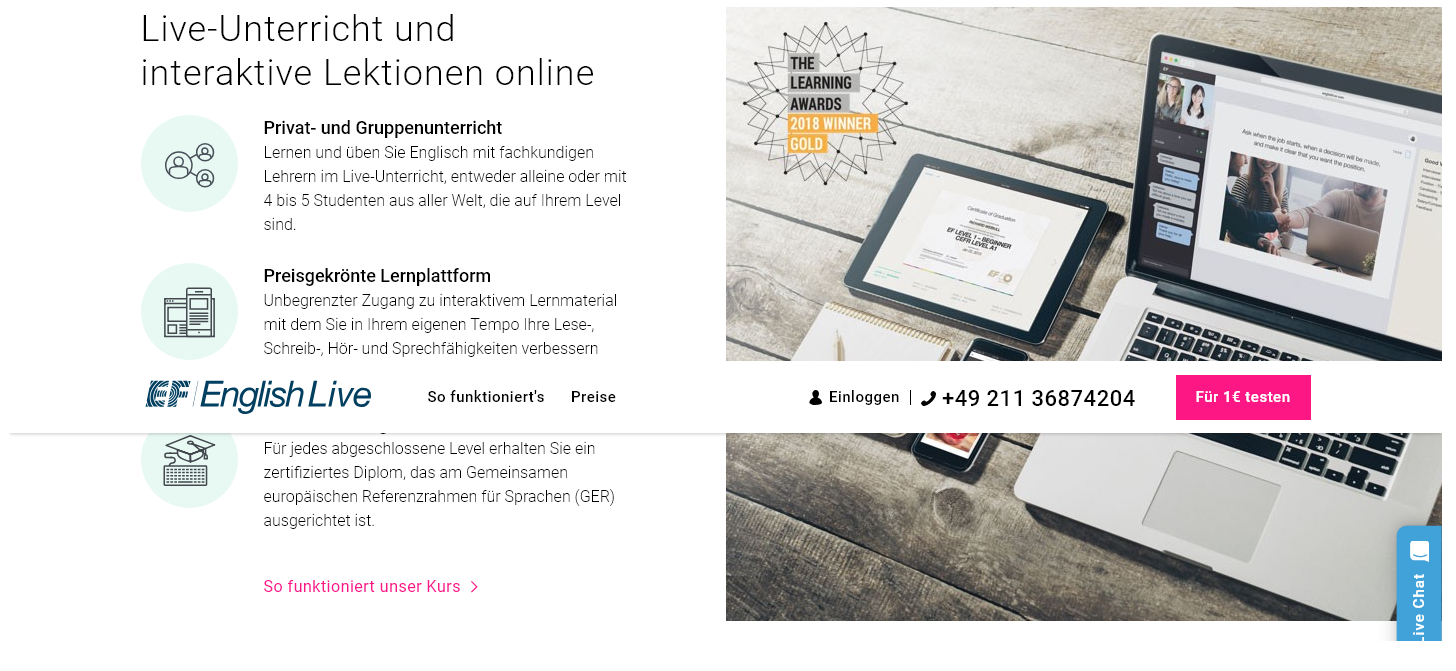 Live-Unterricht und
interaktive Lektionen online
Privat- und Gruppenunterricht
Lernen und üben Sie Englisch mit fachkundigen
Lehrern im Live-Unterricht, entweder alleine oder mit
4 bis 5 Studenten aus aller Welt, die auf Ihrem Level
sind.
Preisgekrönte Lernplattform
Unbegrenzter Zugang zu interaktivem Lernmaterial
mit dem Sie in Ihrem eigenen Tempo Ihre Lese-,
Schreib-, Hör- und Sprechfähigkeiten verbessern
THE
LEARNING
AWARDS
2018 WINNER
GOLD
Certificate of Graduation
EF LEVEL 1 – BEGINNER
CEFR LEVEL A1
EF
Ask when the job starts, when a decision will be made,
and make it clear that you want the position.
EF English Live
So funktioniert's
Preise
Einloggen
+49 211 36874204
Für 1€ testen
Für jedes abgeschlossene Level erhalten Sie ein
zertifiziertes Diplom, das am Gemeinsamen
europäischen Referenzrahmen für Sprachen (GER)
ausgerichtet ist.
So funktioniert unser Kurs
Live Chat